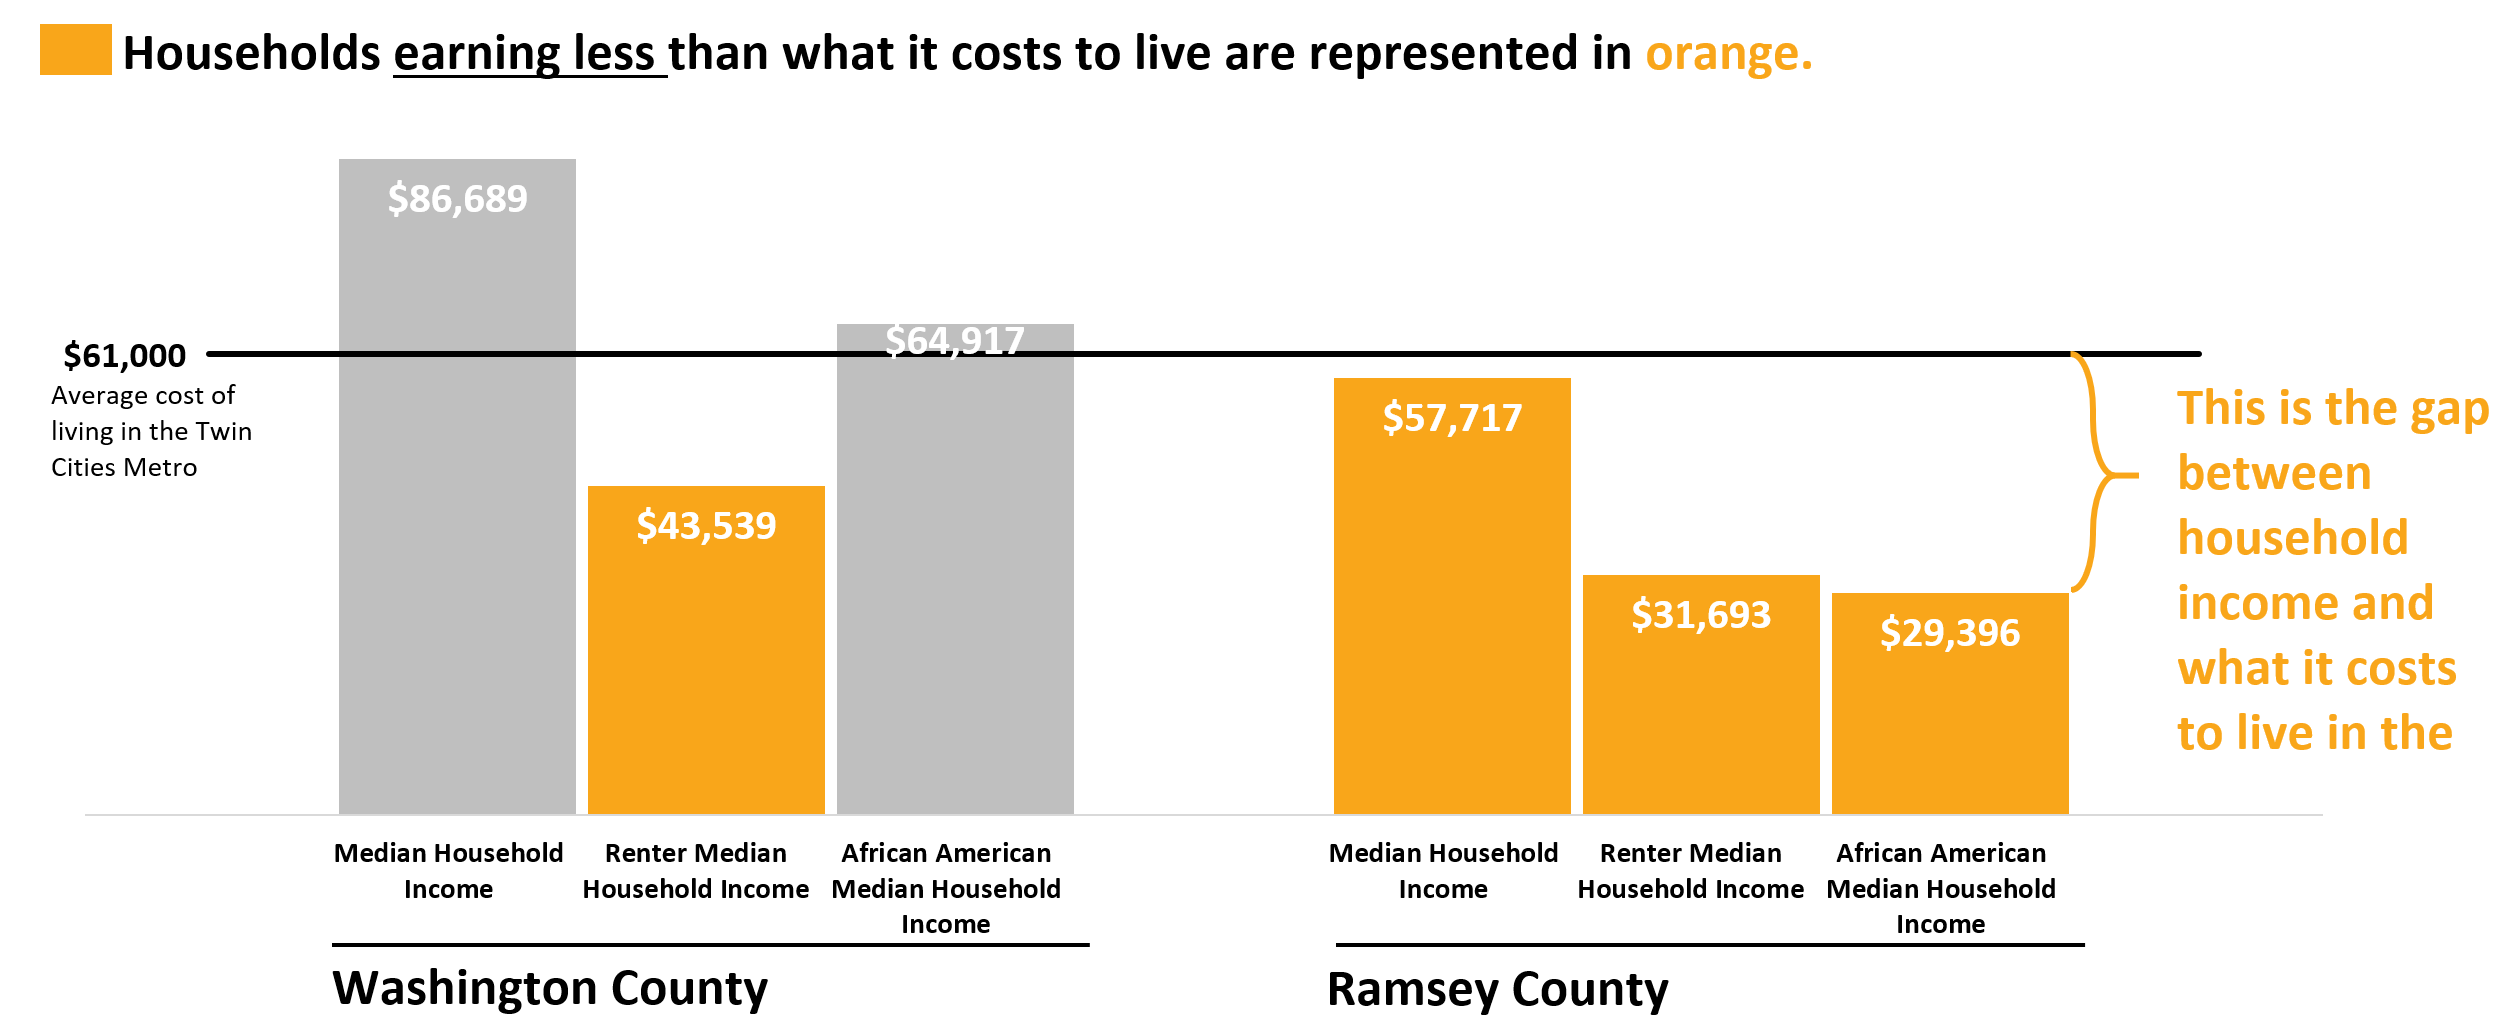 Households earning less than what it costs to live are represented in orange.
$86,689
$64,917
$61,000
Average cost of
living in the Twin
Cities Metro
$43,539
$57,717
$31,693
$29,396
This is the gap
between
household
income and
what it costs
to live in the
Median Household
Income
Renter Median
Household Income
African American
Median Household
Income
Median Household
Income
Renter Median
Household Income
African American
Median Household
Income
Washington County
Ramsey County